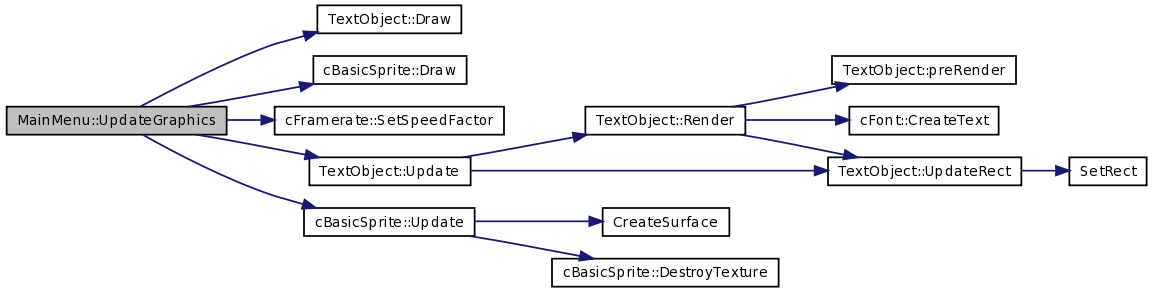 TextObject::Draw
cBasicSprite::Draw
TextObject::preRender
MainMenu::UpdateGraphics
cFramerate::SetSpeedFactor
TextObject::Render
cFont::CreateText
TextObject::Update
TextObject::UpdateRect
SetRect
cBasicSprite::Update
CreateSurface
cBasicSprite::DestroyTexture